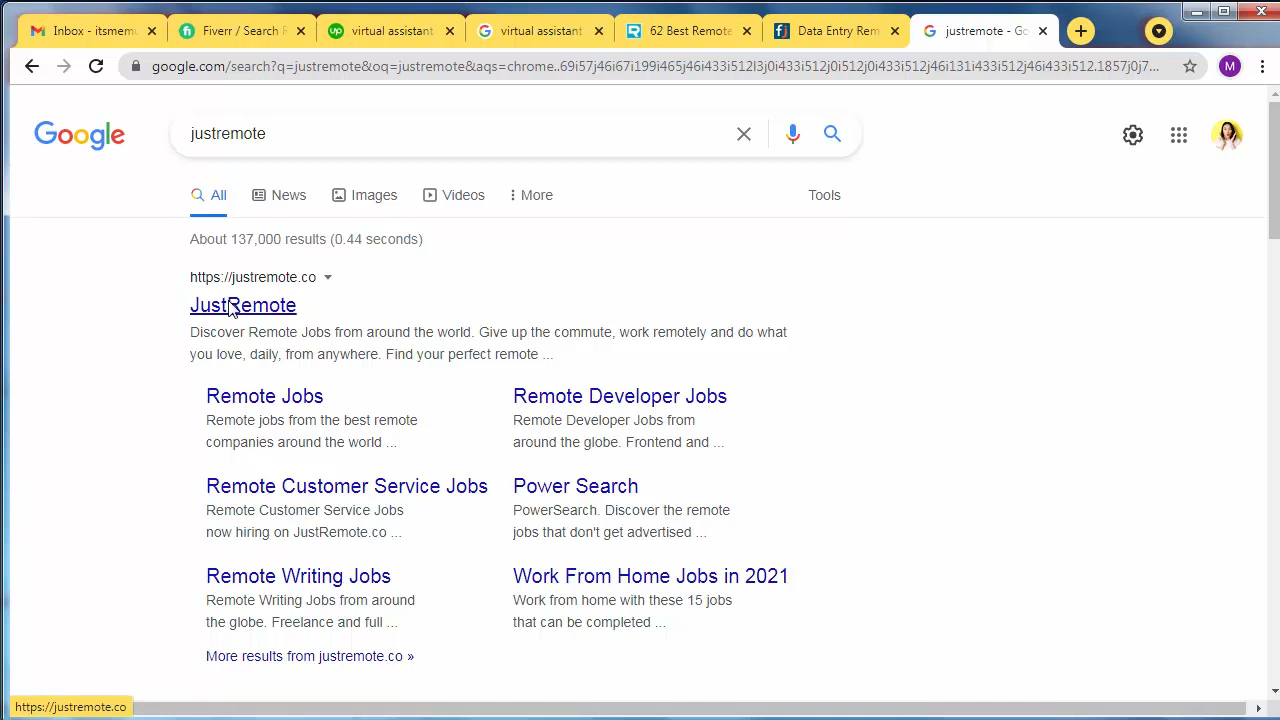 Inbox - itsmemu
Fiverr / Search R
virtual assistant
virtual assistant
62 Best Remote
Data Entry Rem
justremote - Go
google.com/search?q=justremote&oq=justremote&aqs=chrome..69i57j46i67i199i465j46i433i512l3j0i433i512j0i512j0i433i512j46i131i433i512j46i433i512.1857j0j7...
M
Google
justremote
All
News
Images
Videos
More
Tools
About 137,000 results (0.44 seconds)
https://justremote.co
JustRemote
Discover Remote Jobs from around the world. Give up the commute, work remotely and do what
you love, daily, from anywhere. Find your perfect remote ...
Remote Jobs
Remote jobs from the best remote
companies around the world ...
Remote Developer Jobs
Remote Developer Jobs from
around the globe. Frontend and ...
Remote Customer Service Jobs
Remote Customer Service Jobs
now hiring on JustRemote.co ...
Power Search
PowerSearch. Discover the remote
jobs that don't get advertised ...
Remote Writing Jobs
Remote Writing Jobs from around
the globe. Freelance and full ...
Work From Home Jobs in 2021
Work from home with these 15 jobs
that can be completed ...
More results from justremote.co »
https://justremote.co